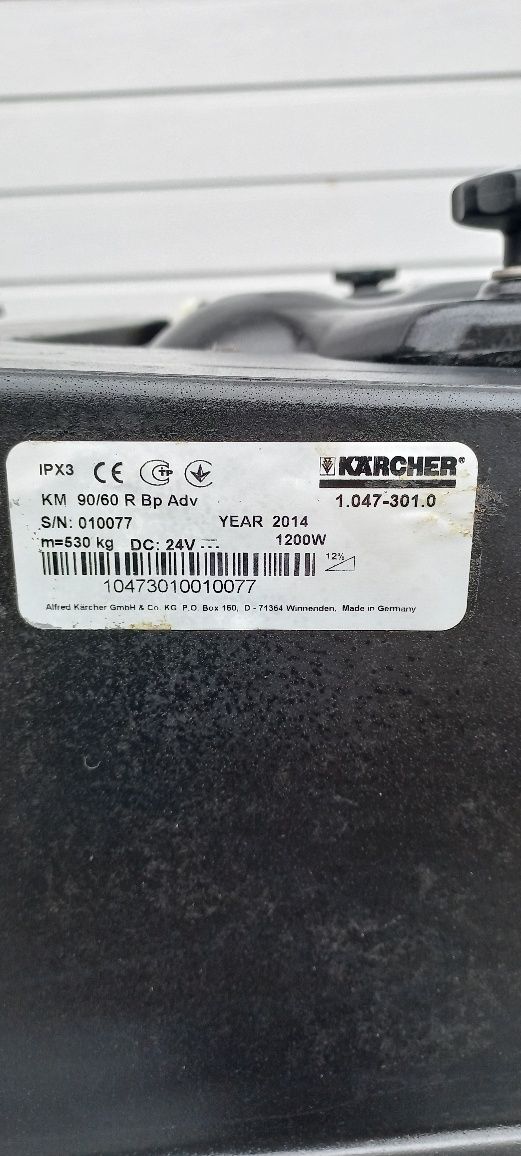 IPX3 CE
KÄRCHER®
KM 90/60 R Bp Adv 1.047-301.0
S/N: 010077 YEAR 2014
m=530 kg DC: 24V 1200W
12%
10473010010077
Alfred Kärcher GmbH & Co. KG P.O. Box 160, D - 71364 Winnenden, Made in Germany